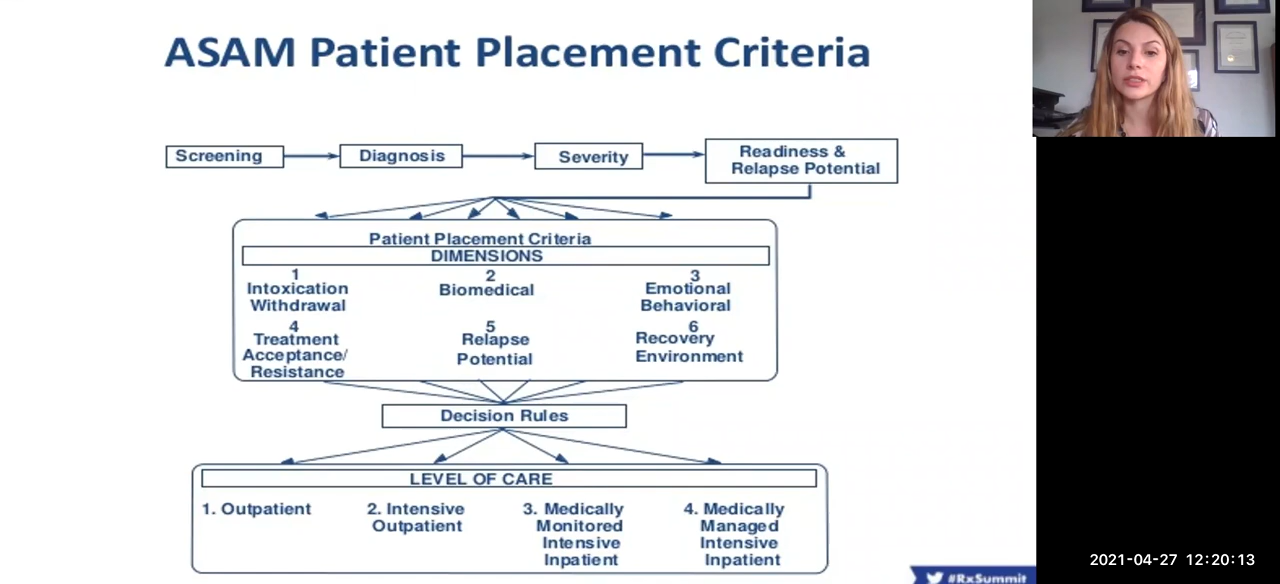 ASAM Patient Placement Criteria
Screening
Diagnosis
Severity
Readiness &
Relapse Potential
Patient Placement Criteria
DIMENSIONS
1
Intoxication
Withdrawal
2
Biomedical
3
Emotional
Behavioral
4
Treatment
Acceptance/
Resistance
5
Relapse
Potential
6
Recovery
Environment
Decision Rules
LEVEL OF CARE
1. Outpatient
2. Intensive
Outpatient
3. Medically
Monitored
Intensive
Inpatient
4. Medically
Managed
Intensive
Inpatient
#RxSummit
2021-04-27 12:20:13